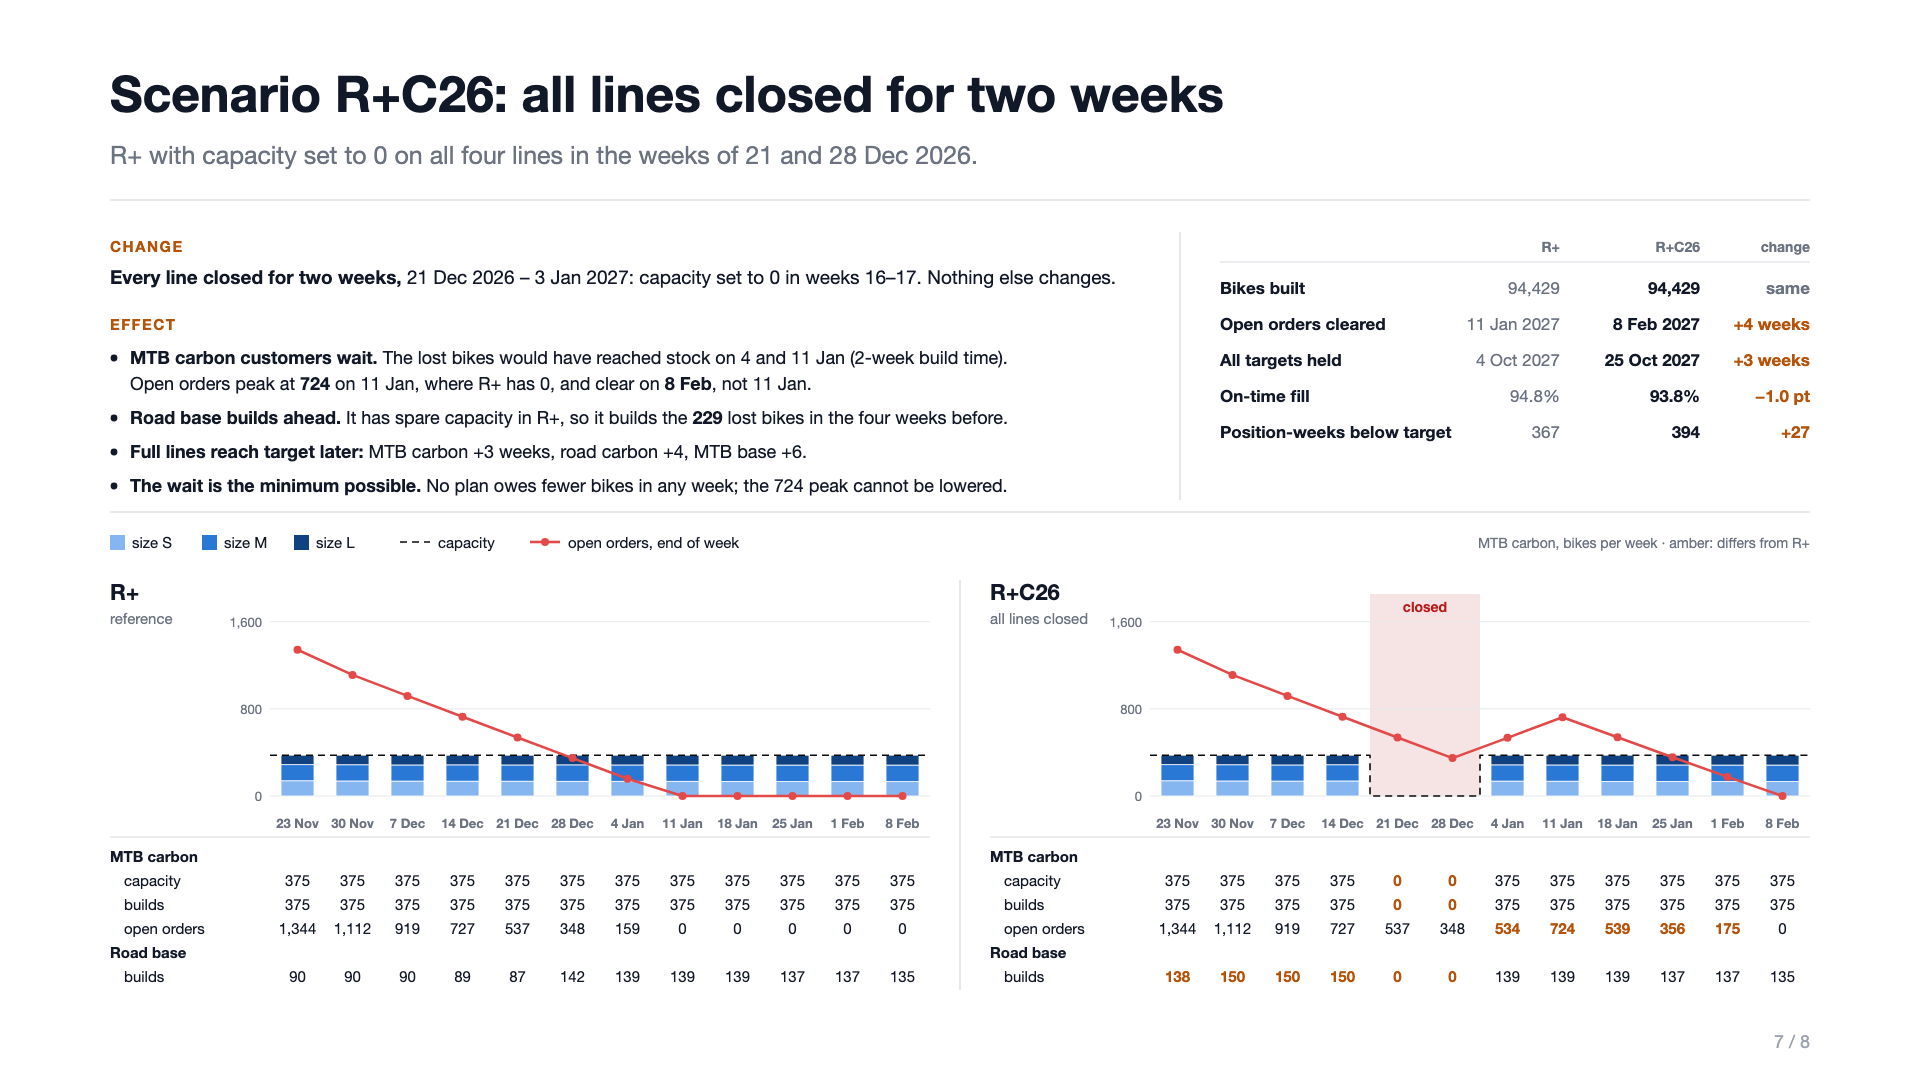 Scenario R+C26: all lines closed for two weeks
R+ with capacity set to 0 on all four lines in the weeks of 21 and 28 Dec 2026.
CHANGE
Every line closed for two weeks, 21 Dec 2026 – 3 Jan 2027: capacity set to 0 in weeks 16–17. Nothing else changes.
EFFECT
• MTB carbon customers wait. The lost bikes would have reached stock on 4 and 11 Jan (2-week build time).
Open orders peak at 724 on 11 Jan, where R+ has 0, and clear on 8 Feb, not 11 Jan.
• Road base builds ahead. It has spare capacity in R+, so it builds the 229 lost bikes in the four weeks before.
• Full lines reach target later: MTB carbon +3 weeks, road carbon +4, MTB base +6.
• The wait is the minimum possible. No plan owes fewer bikes in any week; the 724 peak cannot be lowered.
R+ R+C26 change
Bikes built 94,429 94,429 same
Open orders cleared 11 Jan 2027 8 Feb 2027 +4 weeks
All targets held 4 Oct 2027 25 Oct 2027 +3 weeks
On-time fill 94.8% 93.8% −1.0 pt
Position-weeks below target 367 394 +27
size S size M size L capacity open orders, end of week
MTB carbon, bikes per week · amber: differs from R+
R+
reference
1,600
800
0
23 Nov 30 Nov 7 Dec 14 Dec 21 Dec 28 Dec 4 Jan 11 Jan 18 Jan 25 Jan 1 Feb 8 Feb
MTB carbon
capacity 375 375 375 375 375 375 375 375 375 375 375 375
builds 375 375 375 375 375 375 375 375 375 375 375 375
open orders 1,344 1,112 919 727 537 348 159 0 0 0 0 0
Road base
builds 90 90 90 89 87 142 139 139 139 137 137 135
R+C26
all lines closed
closed
1,600
800
0
23 Nov 30 Nov 7 Dec 14 Dec 21 Dec 28 Dec 4 Jan 11 Jan 18 Jan 25 Jan 1 Feb 8 Feb
MTB carbon
capacity 375 375 375 375 0 0 375 375 375 375 375 375
builds 375 375 375 375 0 0 375 375 375 375 375 375
open orders 1,344 1,112 919 727 537 348 534 724 539 356 175 0
Road base
builds 138 150 150 150 0 0 139 139 139 137 137 135
7 / 8